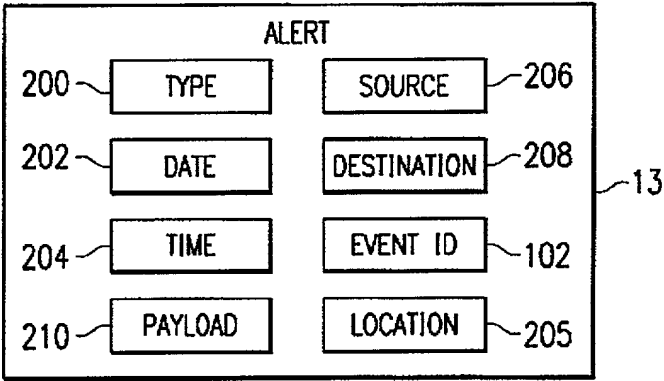 ALERT
200 TYPE SOURCE 206
202 DATE DESTINATION 208
13
204 TIME EVENT ID 102
210 PAYLOAD LOCATION 205